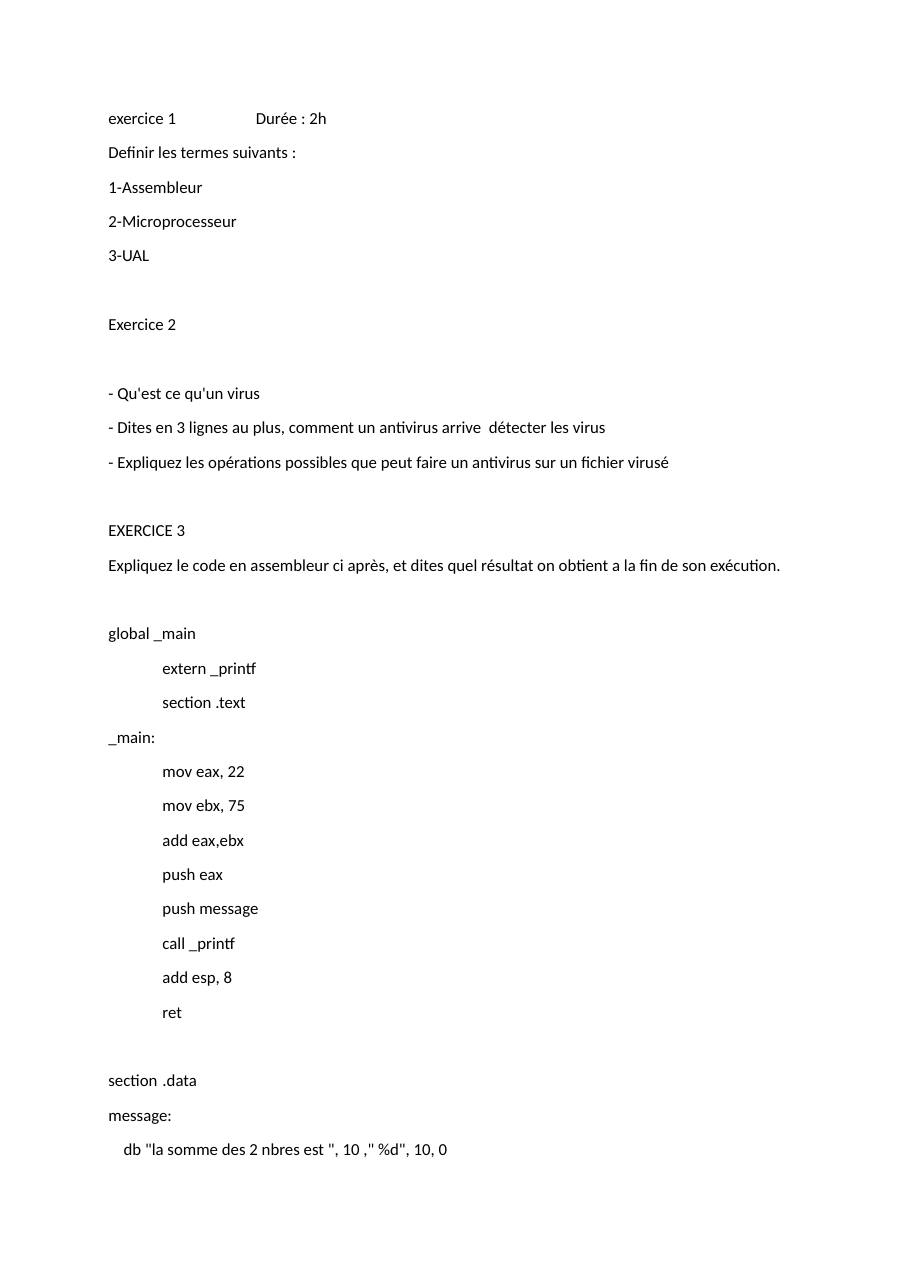 exercice 1 Durée : 2h
Definir les termes suivants :
1-Assembleur
2-Microprocesseur
3-UAL
Exercice 2
- Qu'est ce qu'un virus
- Dites en 3 lignes au plus, comment un antivirus arrive  détecter les virus
- Expliquez les opérations possibles que peut faire un antivirus sur un fichier virusé
EXERCICE 3
Expliquez le code en assembleur ci après, et dites quel résultat on obtient a la fin de son exécution.
global _main
extern _printf
section .text
_main:
mov eax, 22
mov ebx, 75
add eax,ebx
push eax
push message
call _printf
add esp, 8
ret
section .data
message:
db "la somme des 2 nbres est ", 10 ," %d", 10, 0